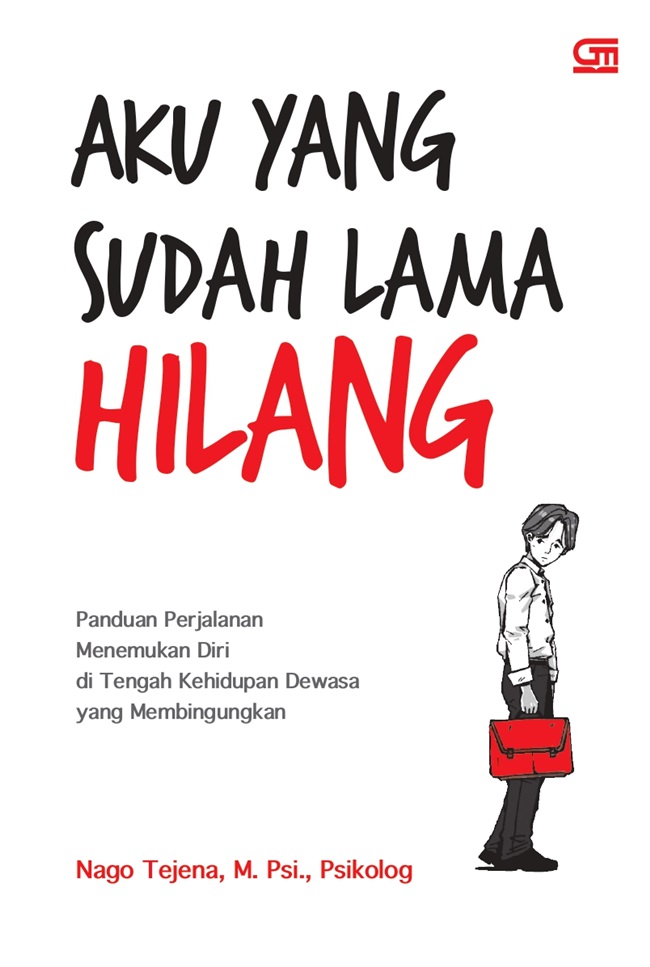 GM
AKU YANG
SUDAH LAMA
HILANG
Panduan Perjalanan
Menemukan Diri
di Tengah Kehidupan Dewasa
yang Membingungkan
Nago Tejena, M. Psi., Psikolog